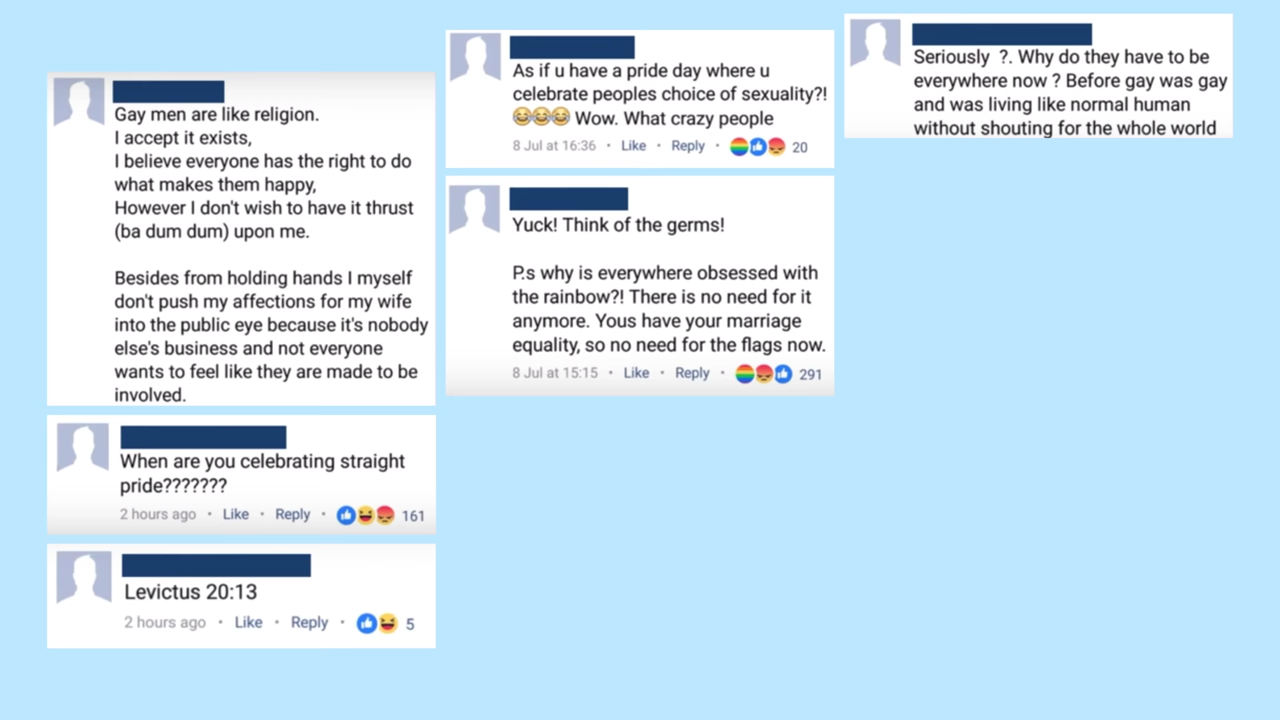 Gay men are like religion.
I accept it exists,
I believe everyone has the right to do
what makes them happy,
However I don't wish to have it thrust
(ba dum dum) upon me.
Besides from holding hands I myself
don't push my affections for my wife
into the public eye because it's nobody
else's business and not everyone
wants to feel like they are made to be
involved.
When are you celebrating straight
pride???????
2 hours ago · Like · Reply · 161
Levictus 20:13
2 hours ago · Like · Reply · 5
As if u have a pride day where u
celebrate peoples choice of sexuality?!
😂😂😂 Wow. What crazy people
8 Jul at 16:36 · Like · Reply · 20
Yuck! Think of the germs!
P.s why is everywhere obsessed with
the rainbow?! There is no need for it
anymore. Yous have your marriage
equality, so no need for the flags now.
8 Jul at 15:15 · Like · Reply · 291
Seriously ?. Why do they have to be
everywhere now ? Before gay was gay
and was living like normal human
without shouting for the whole world